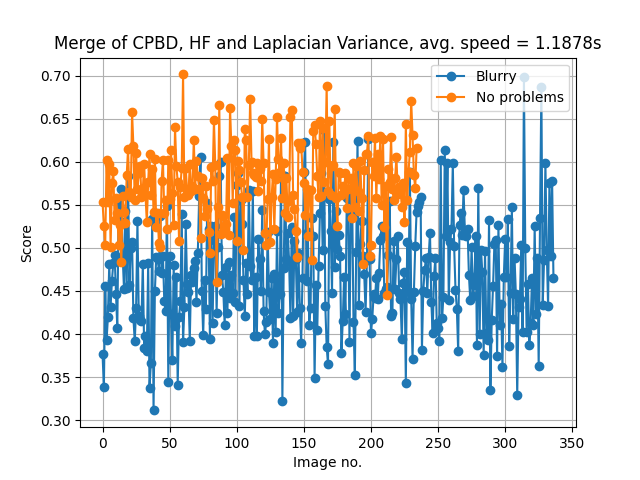 Merge of CPBD, HF and Laplacian Variance, avg. speed = 1.1878s
Blurry
No problems
0.70
0.65
0.60
0.55
0.50
0.45
0.40
0.35
0.30
Score
0 50 100 150 200 250 300 350
Image no.